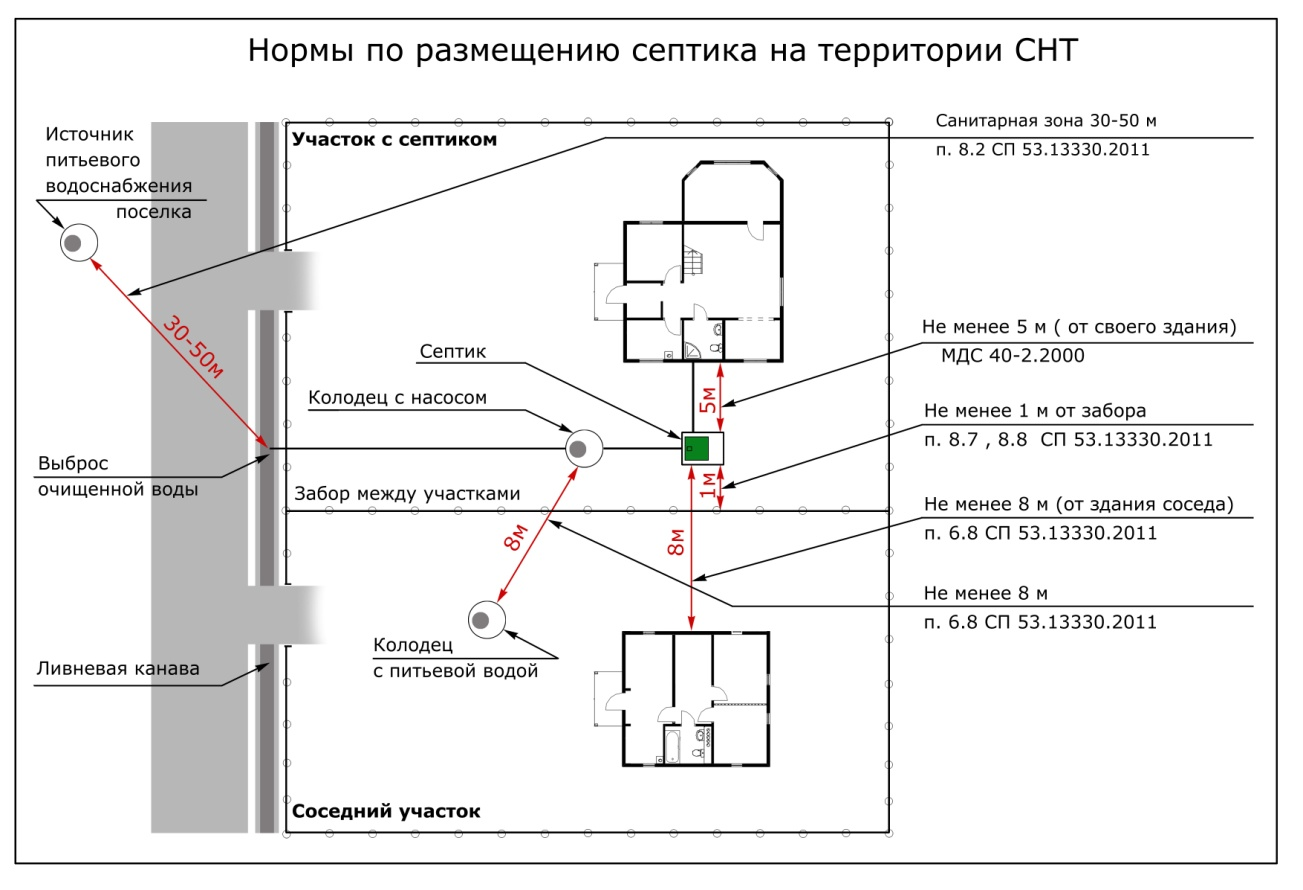 Нормы по размещению септика на территории СНТ
Источник
питьевого
водоснабжения
поселка
Участок с септиком
Санитарная зона 30-50 м
п. 8.2 СП 53.13330.2011
30-50м
Септик
Колодец с насосом
5м
Не менее 5 м ( от своего здания)
МДС 40-2.2000
Не менее 1 м от забора
п. 8.7 , 8.8 СП 53.13330.2011
Выброс
очищенной воды
Забор между участками
1м
Не менее 8 м (от здания соседа)
п. 6.8 СП 53.13330.2011
8м
8м
Не менее 8 м
п. 6.8 СП 53.13330.2011
Колодец
с питьевой водой
Ливневая канава
Соседний участок